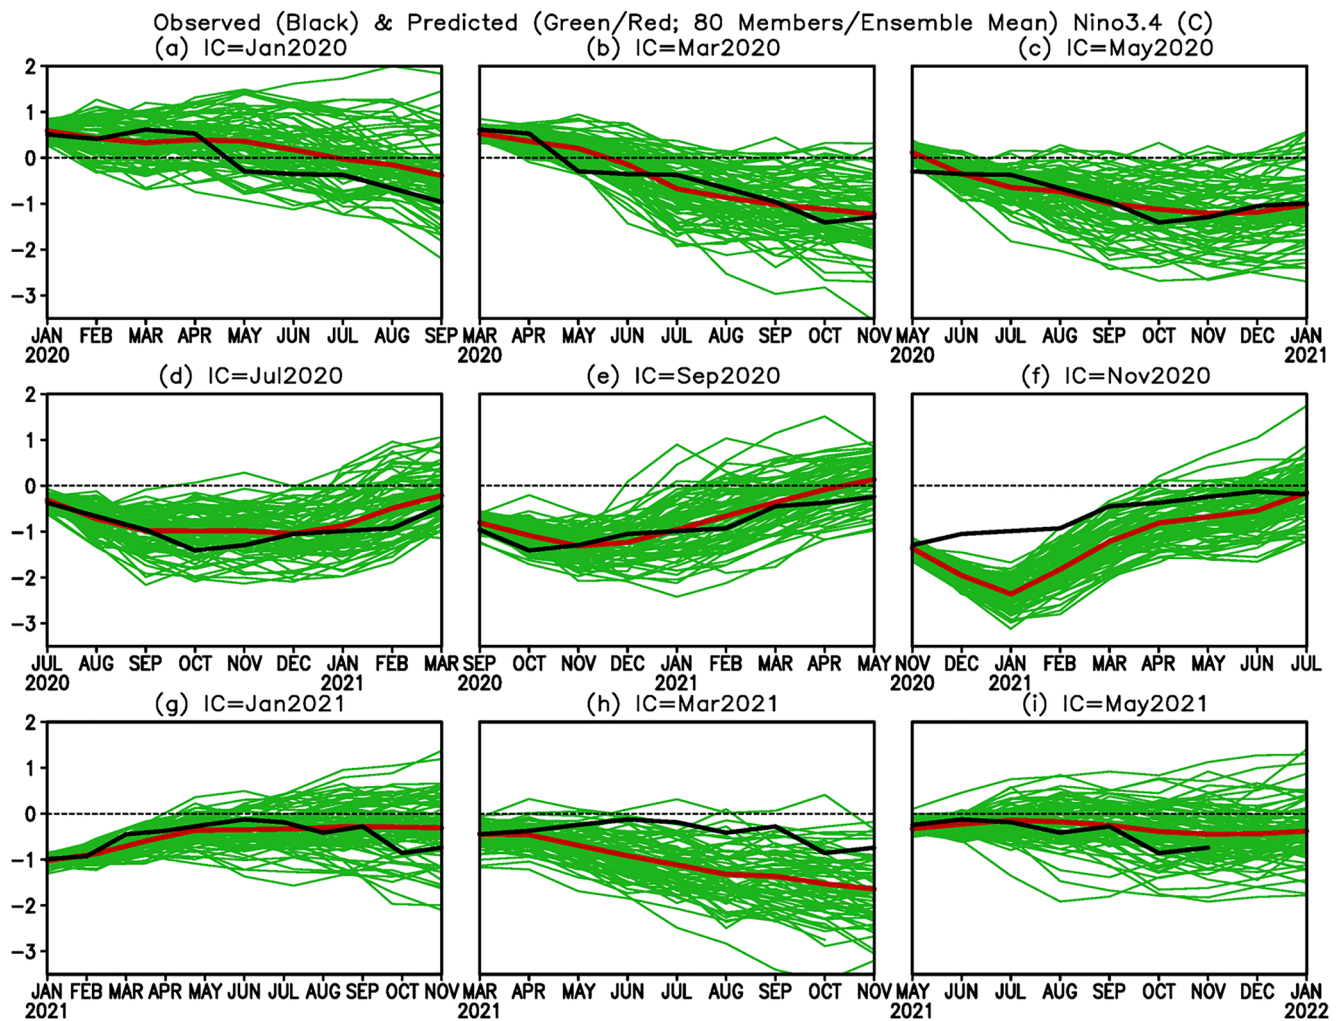 Observed (Black) & Predicted (Green/Red; 80 Members/Ensemble Mean) Nino3.4 (C)
(a) IC=Jan2020 (b) IC=Mar2020 (c) IC=May2020
2
1
0
−1
−2
−3
JAN FEB MAR APR MAY JUN JUL AUG SEP MAR APR MAY JUN JUL AUG SEP OCT NOV MAY JUN JUL AUG SEP OCT NOV DEC JAN
2020 2020 2020 2021
(d) IC=Jul2020 (e) IC=Sep2020 (f) IC=Nov2020
2
1
0
−1
−2
−3
JUL AUG SEP OCT NOV DEC JAN FEB MAR SEP OCT NOV DEC JAN FEB MAR APR MAY NOV DEC JAN FEB MAR APR MAY JUN JUL
2020 2021 2020 2021 2020 2021
(g) IC=Jan2021 (h) IC=Mar2021 (i) IC=May2021
2
1
0
−1
−2
−3
JAN FEB MAR APR MAY JUN JUL AUG SEP OCT NOV MAR APR MAY JUN JUL AUG SEP OCT NOV MAY JUN JUL AUG SEP OCT NOV DEC JAN
2021 2021 2021 2022